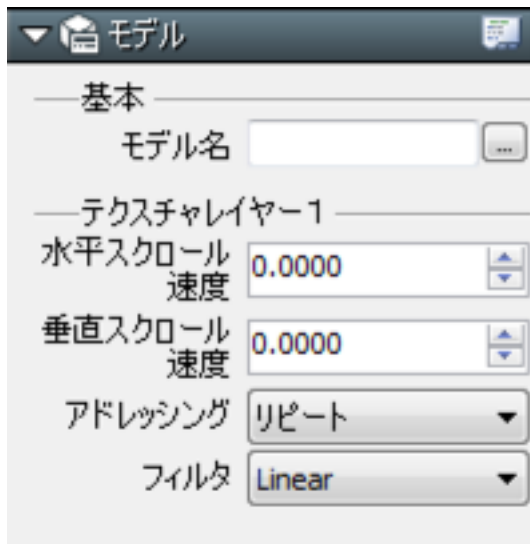 モデル
基本
モデル名
...
テクスチャレイヤー1
水平スクロール
速度
0.0000
垂直スクロール
速度
0.0000
アドレッシング
リピート
フィルタ
Linear